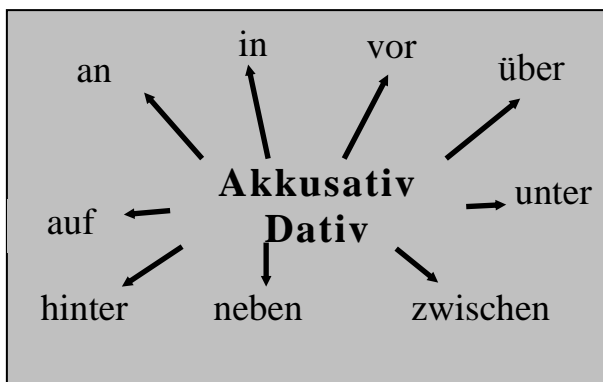 an
in
vor
über
Akkusativ
Dativ
auf
unter
hinter
neben
zwischen